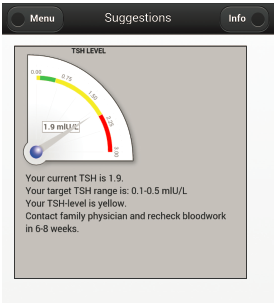 Menu
Suggestions
Info
TSH LEVEL
0.00
0.75
1.50
2.25
3.00
1.9 mIU/L
Your current TSH is 1.9.
Your target TSH range is: 0.1-0.5 mIU/L
Your TSH-level is yellow.
Contact family physician and recheck bloodwork
in 6-8 weeks.